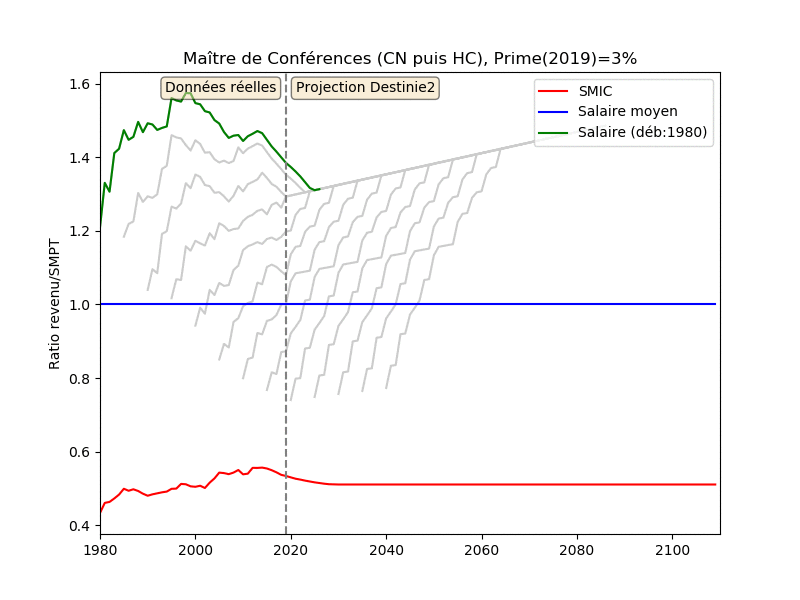 Maître de Conférences (CN puis HC), Prime(2019)=3%
Données réelles
Projection Destinie2
SMIC
Salaire moyen
Salaire (déb:1980)
Ratio revenu/SMPT
1.6
1.4
1.2
1.0
0.8
0.6
0.4
1980 2000 2020 2040 2060 2080 2100